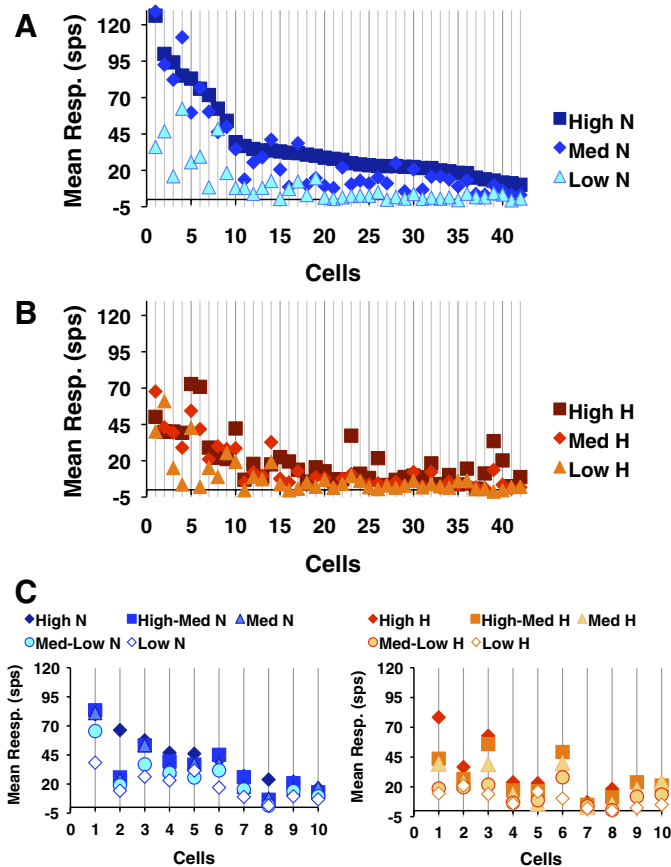 A
Mean Resp. (sps)
120
95
70
45
20
-5
0 5 10 15 20 25 30 35 40
Cells
High N
Med N
Low N
B
Mean Resp. (sps)
120
95
70
45
20
-5
0 5 10 15 20 25 30 35 40
Cells
High H
Med H
Low H
C
High N High-Med N Med N
Med-Low N Low N
Mean Reesp. (sps)
120
95
70
45
20
-5
0 1 2 3 4 5 6 7 8 9 10
Cells
High H High-Med H Med H
Med-Low H Low H
Mean Resp. (sps)
120
95
70
45
20
-5
0 1 2 3 4 5 6 7 8 9 10
Cells